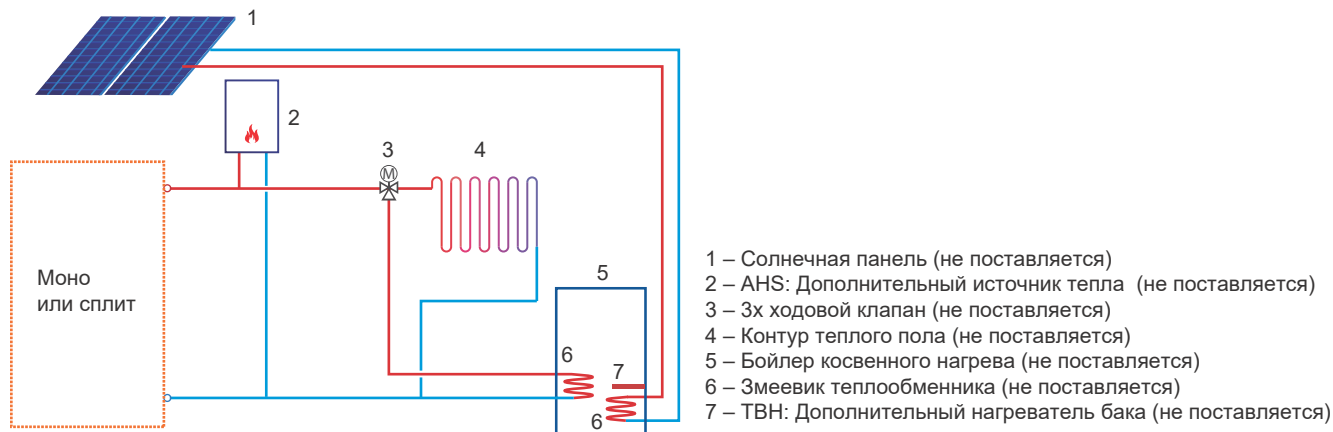 1
2
3
M
4
Моно
или сплит
5
6
7
6
1 – Солнечная панель (не поставляется)
2 – AHS: Дополнительный источник тепла (не поставляется)
3 – 3х ходовой клапан (не поставляется)
4 – Контур теплого пола (не поставляется)
5 – Бойлер косвенного нагрева (не поставляется)
6 – Змеевик теплообменника (не поставляется)
7 – TBH: Дополнительный нагреватель бака (не поставляется)